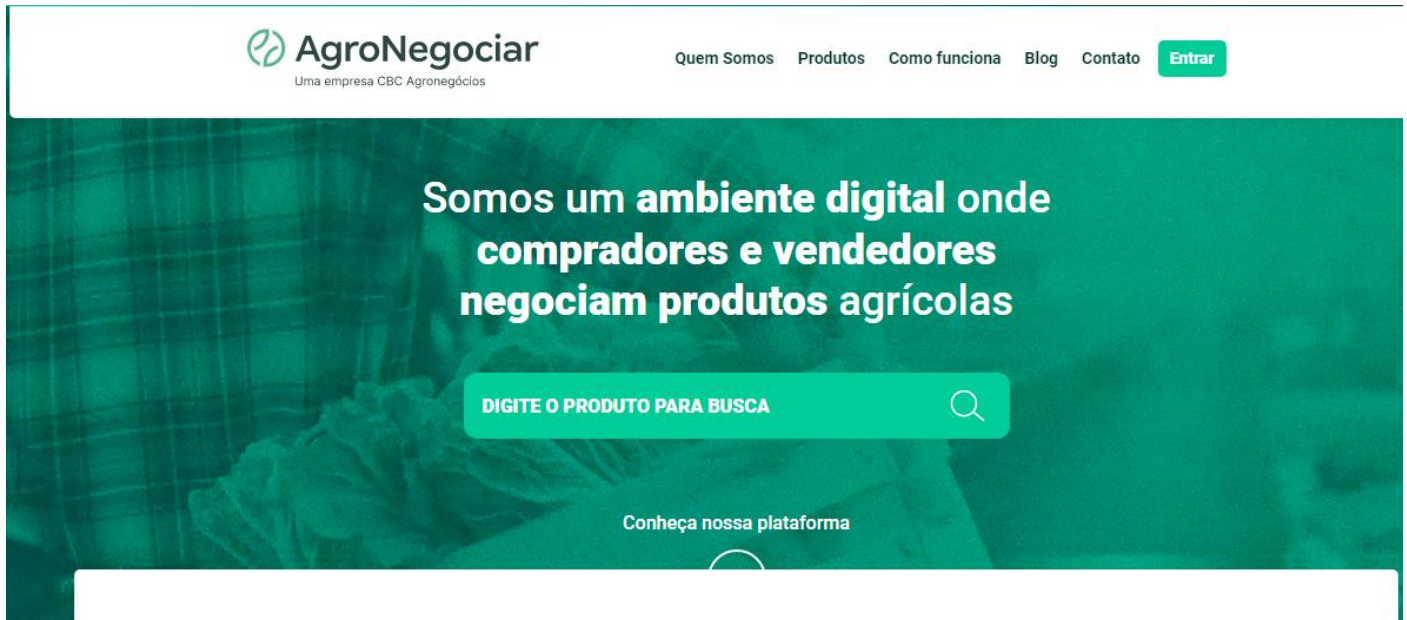 AgroNegociar
Uma empresa CBC Agronegócios
Quem Somos Produtos Como funciona Blog Contato Entrar
Somos um ambiente digital onde
compradores e vendedores
negociam produtos agrícolas
DIGITE O PRODUTO PARA BUSCA
Conheça nossa plataforma